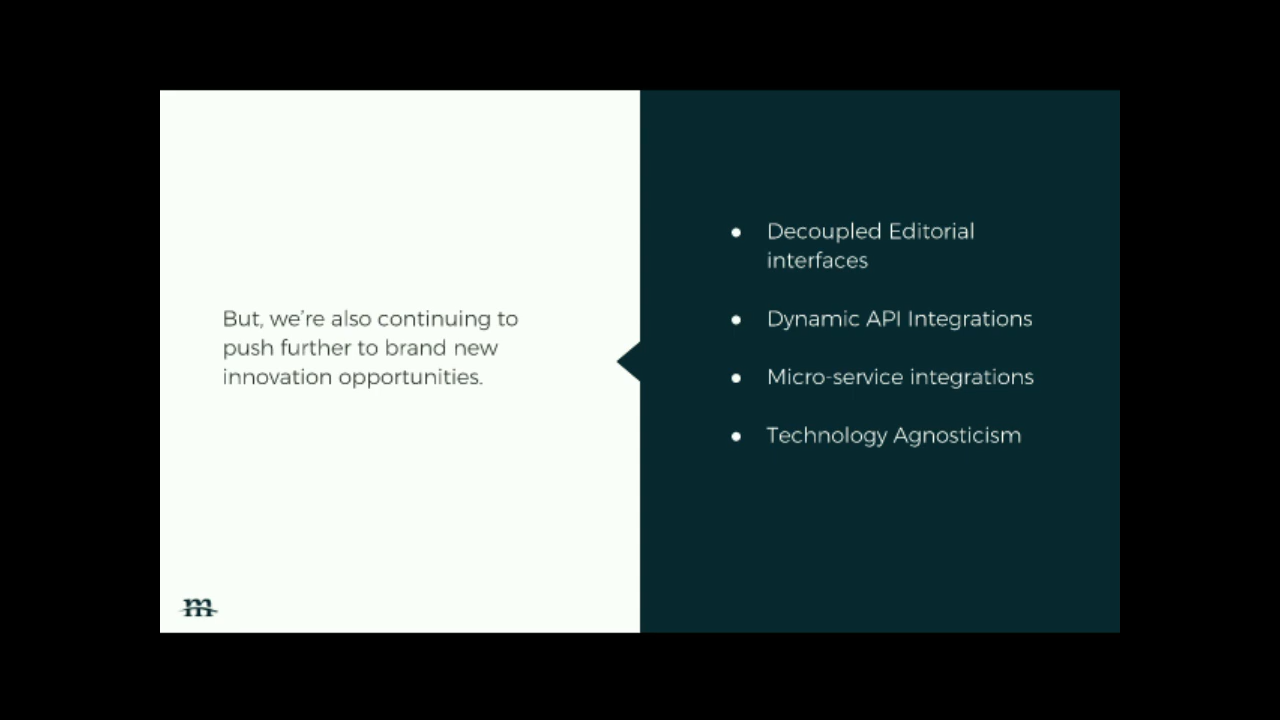 But, we're also continuing to
push further to brand new
innovation opportunities.
m
● Decoupled Editorial
interfaces
● Dynamic API Integrations
● Micro-service integrations
● Technology Agnosticism